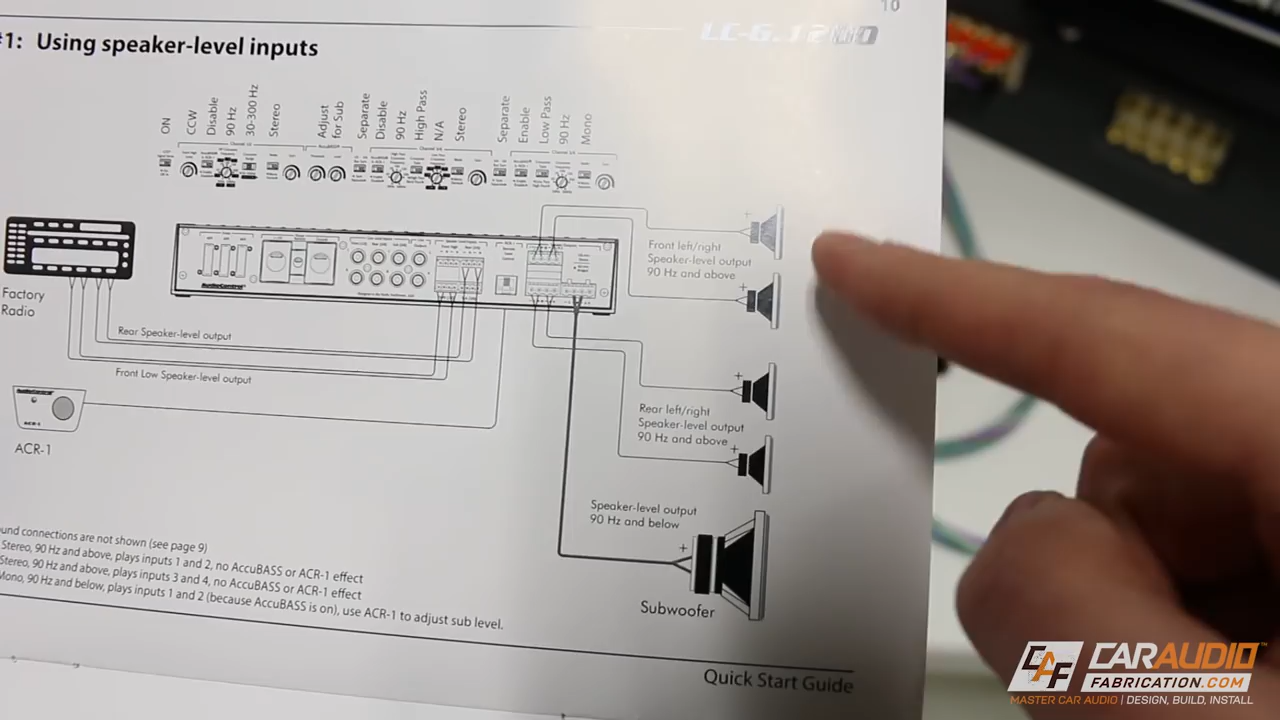 10
#1: Using speaker-level inputs
LC-6.12
ON
CCW
Disable
90 Hz
30-300 Hz
Stereo
Adjust
for Sub
Separate
Disable
90 Hz
High Pass
N/A
Stereo
Separate
Enable
Low Pass
90 Hz
Mono
Front left/right
Speaker-level output
90 Hz and above
Factory
Radio
Rear Speaker-level output
Front Low Speaker-level output
AudioControl
ACR-1
ACR-1
Rear left/right
Speaker-level output
90 Hz and above
Speaker-level output
90 Hz and below
Subwoofer
ound connections are not shown (see page 9)
Stereo, 90 Hz and above, plays inputs 1 and 2, no AccuBASS or ACR-1 effect
Stereo, 90 Hz and above, plays inputs 3 and 4, no AccuBASS or ACR-1 effect
Mono, 90 Hz and below, plays inputs 1 and 2 (because AccuBASS is on), use ACR-1 to adjust sub level.
Quick Start Guide
CAF CARAUDIO
FABRICATION.COM
MASTER CAR AUDIO | DESIGN, BUILD, INSTALL